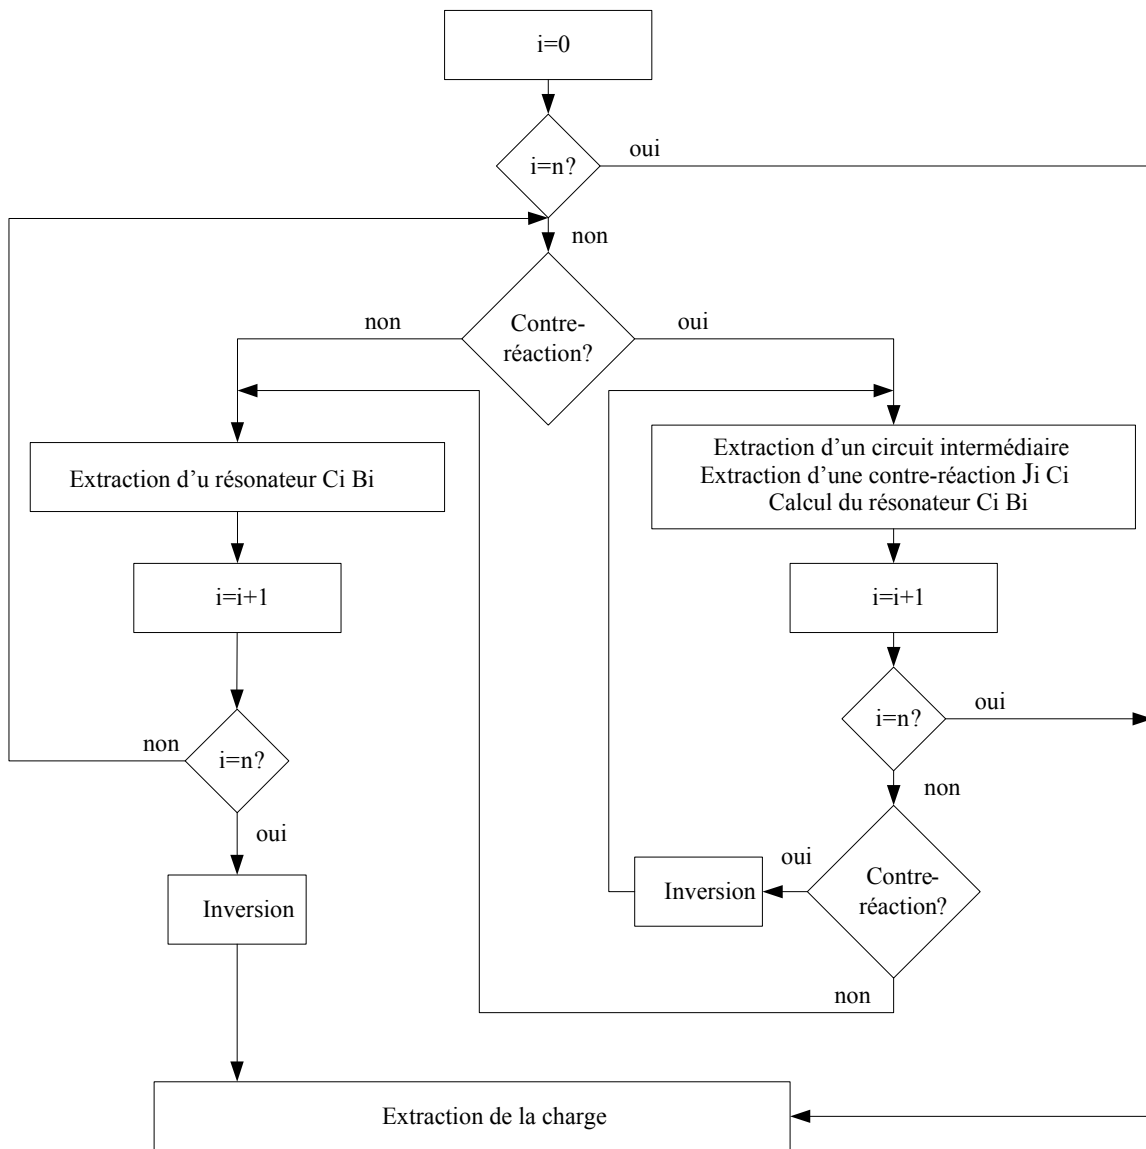 i=0
i=n?
oui
non
Contre-
réaction?
non
oui
Extraction d’u résonateur Ci Bi
Extraction d’un circuit intermédiaire
Extraction d’une contre-réaction Ji Ci
Calcul du résonateur Ci Bi
i=i+1
i=i+1
i=n?
oui
non
i=n?
non
oui
Inversion
oui
Inversion
Contre-
réaction?
non
Extraction de la charge